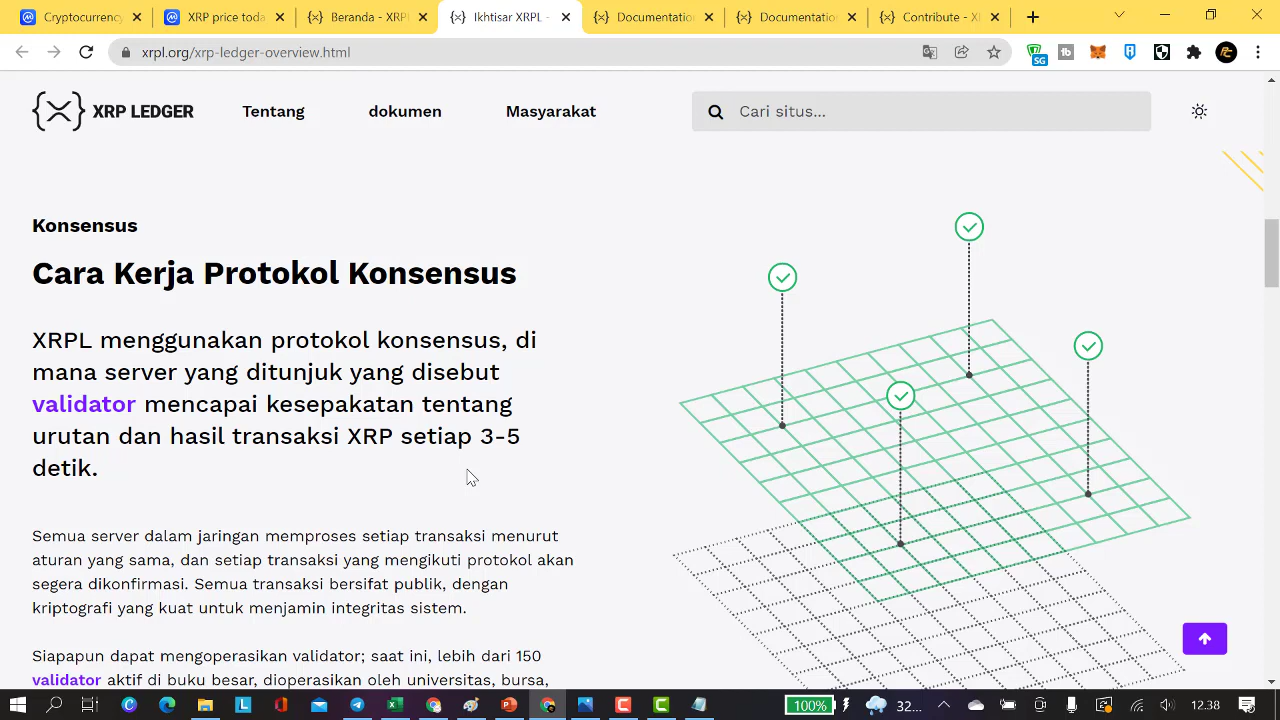 Cryptocurrency
XRP price toda
Beranda - XRPL
Ikhtisar XRPL -
Documentation
Documentation
Contribute - X
xrpl.org/xrp-ledger-overview.html
SG
tb
XRP LEDGER
Tentang
dokumen
Masyarakat
Cari situs...
Konsensus
Cara Kerja Protokol Konsensus
XRPL menggunakan protokol konsensus, di
mana server yang ditunjuk yang disebut
validator mencapai kesepakatan tentang
urutan dan hasil transaksi XRP setiap 3-5
detik.
Semua server dalam jaringan memproses setiap transaksi menurut
aturan yang sama, dan setiap transaksi yang mengikuti protokol akan
segera dikonfirmasi. Semua transaksi bersifat publik, dengan
kriptografi yang kuat untuk menjamin integritas sistem.
Siapapun dapat mengoperasikan validator; saat ini, lebih dari 150
validator aktif di buku besar, dioperasikan oleh universitas, bursa,
100%
32...
12.38